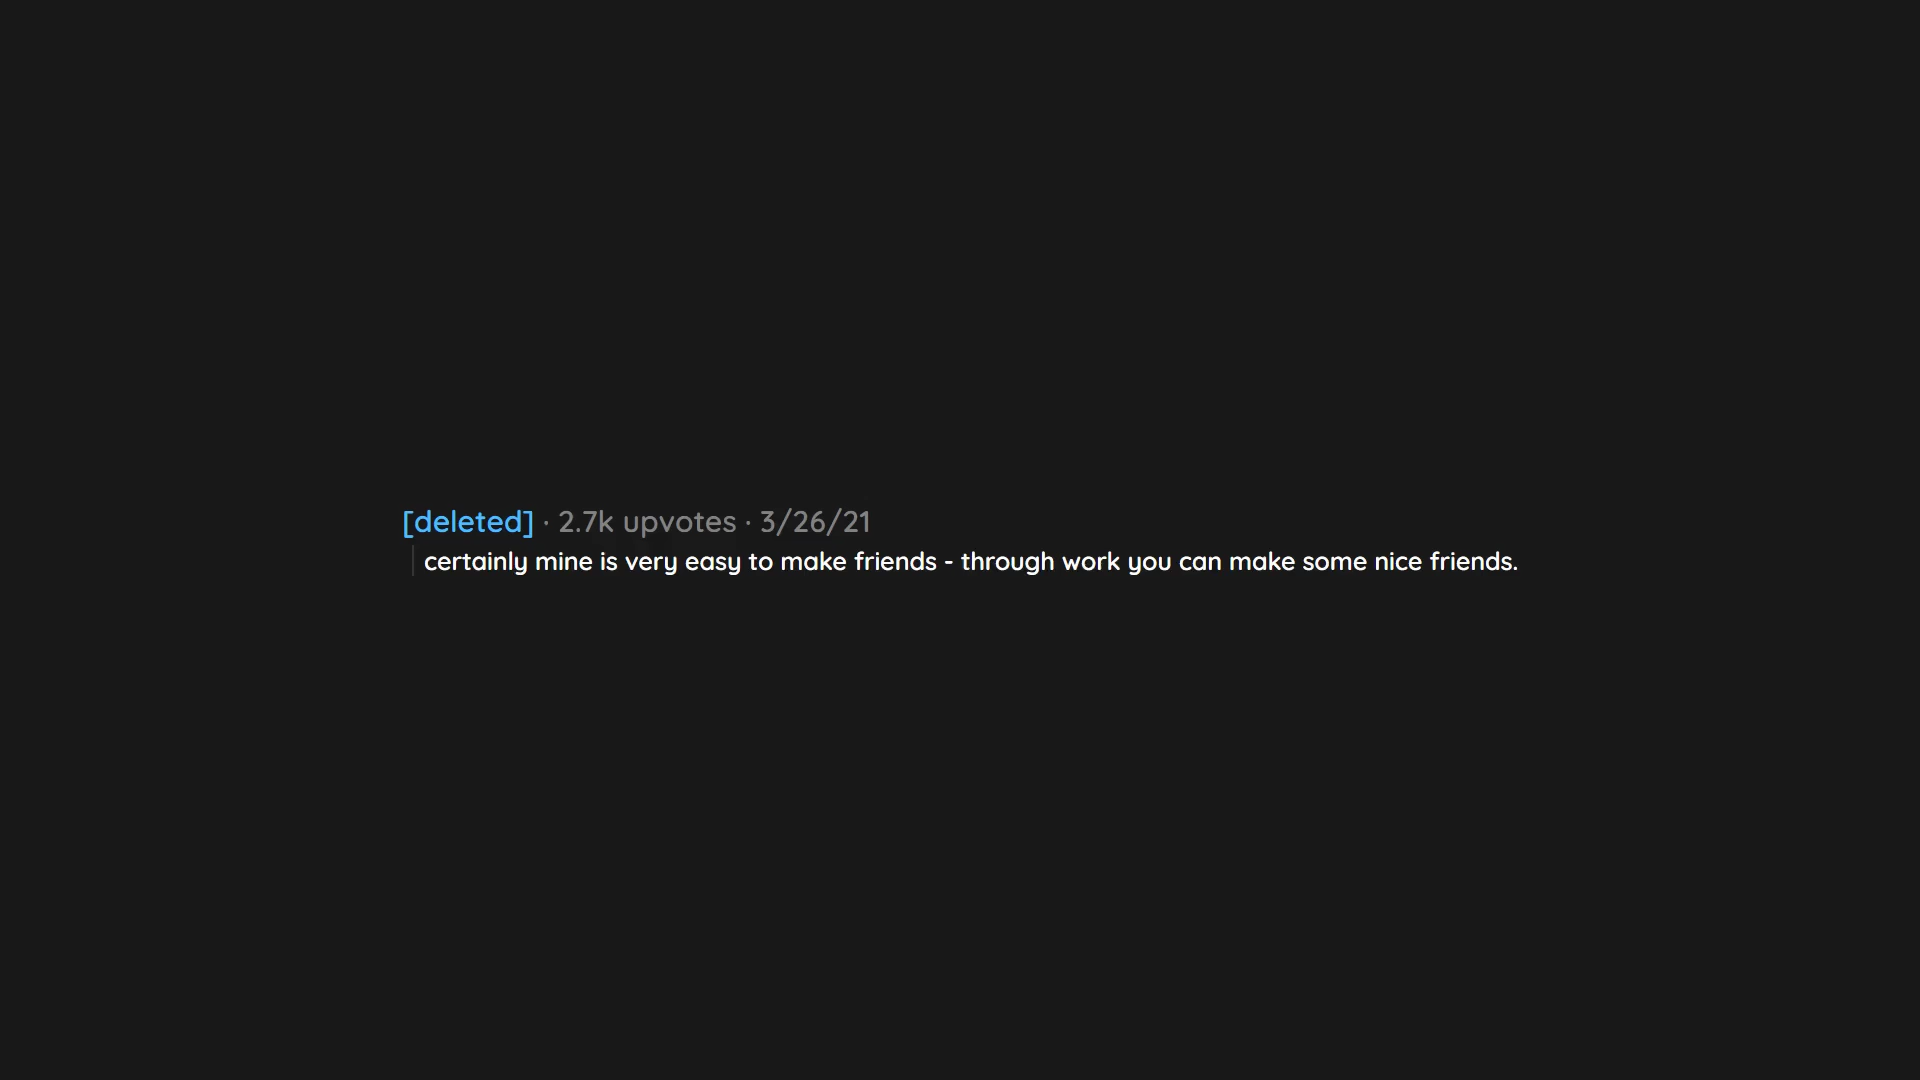 [deleted] · 2.7k upvotes · 3/26/21
certainly mine is very easy to make friends - through work you can make some nice friends.